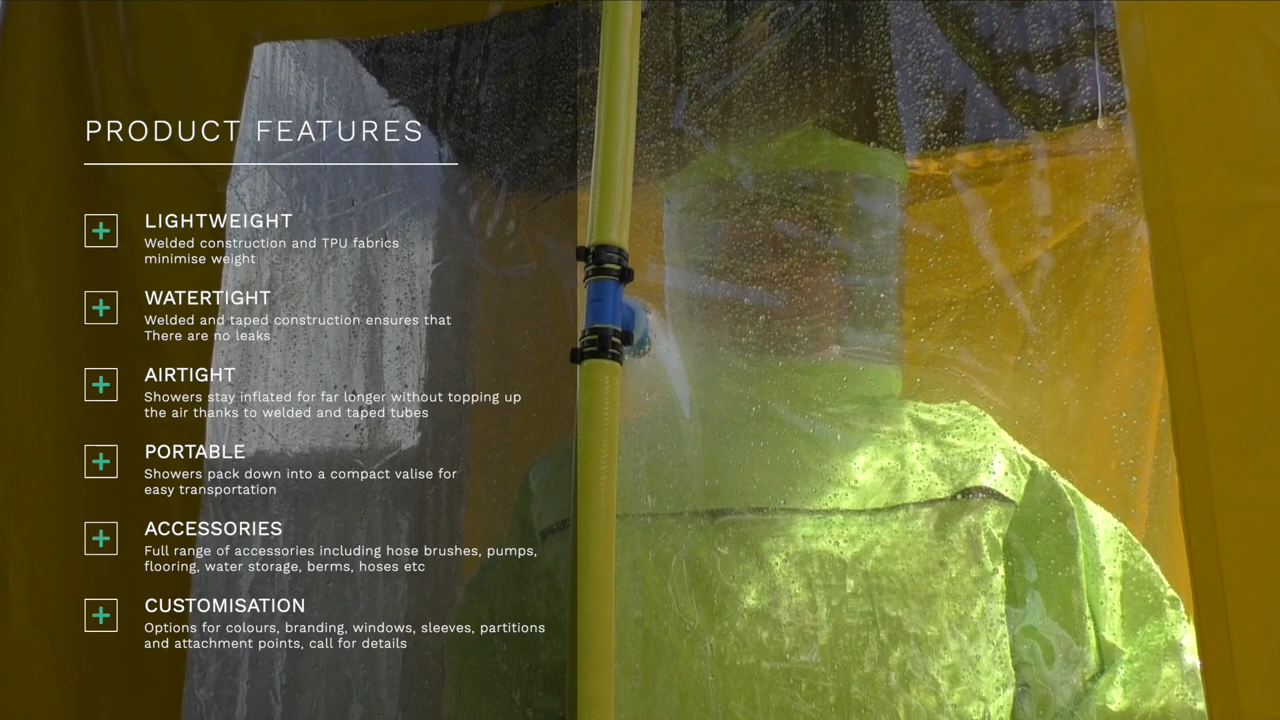 PRODUCT FEATURES
LIGHTWEIGHT
Welded construction and TPU fabrics
minimise weight
WATERTIGHT
Welded and taped construction ensures that
There are no leaks
AIRTIGHT
Showers stay inflated for far longer without topping up
the air thanks to welded and taped tubes
PORTABLE
Showers pack down into a compact valise for
easy transportation
ACCESSORIES
Full range of accessories including hose brushes, pumps,
flooring, water storage, berms, hoses etc
CUSTOMISATION
Options for colours, branding, windows, sleeves, partitions
and attachment points, call for details